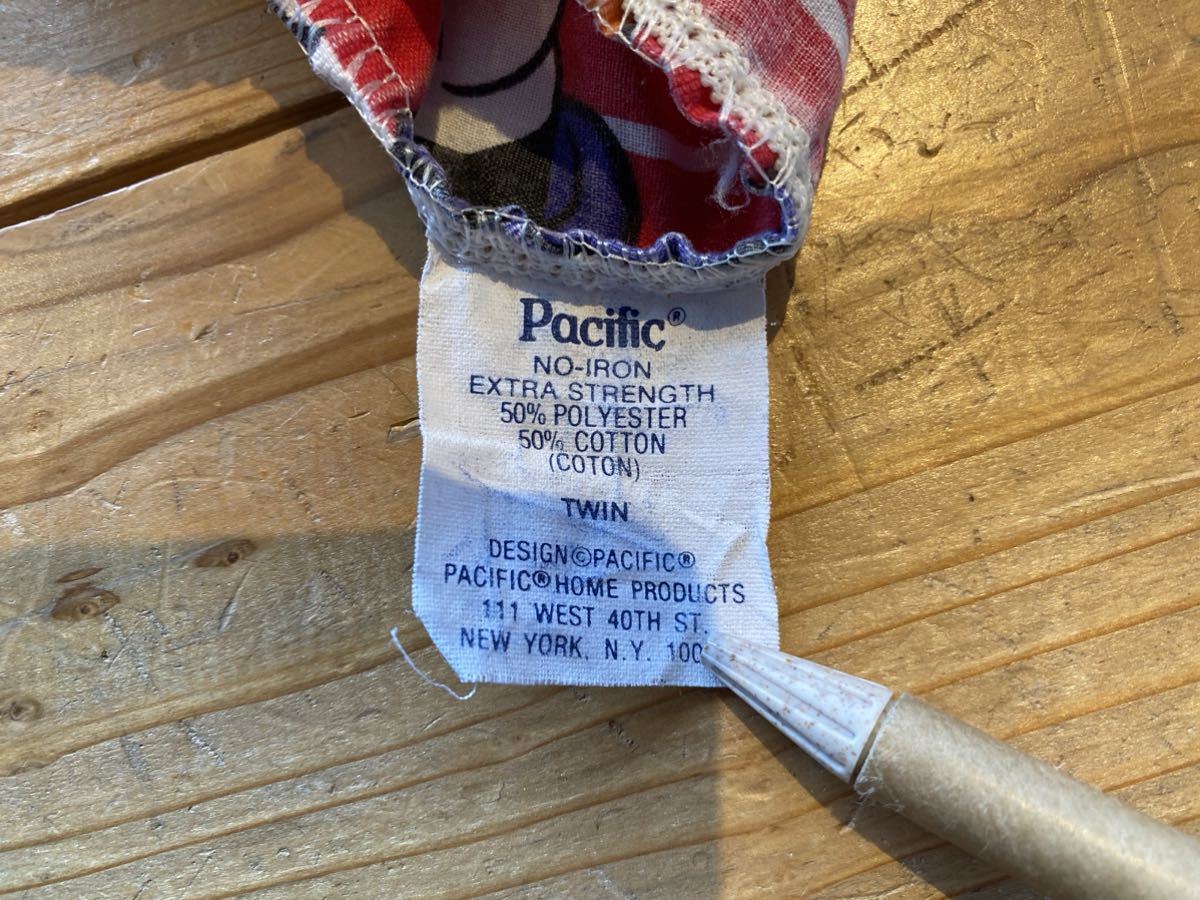 Pacific®
NO-IRON
EXTRA STRENGTH
50% POLYESTER
50% COTTON
(COTON)
TWIN
DESIGN©PACIFIC®
PACIFIC® HOME PRODUCTS
111 WEST 40TH ST.
NEW YORK, N.Y.